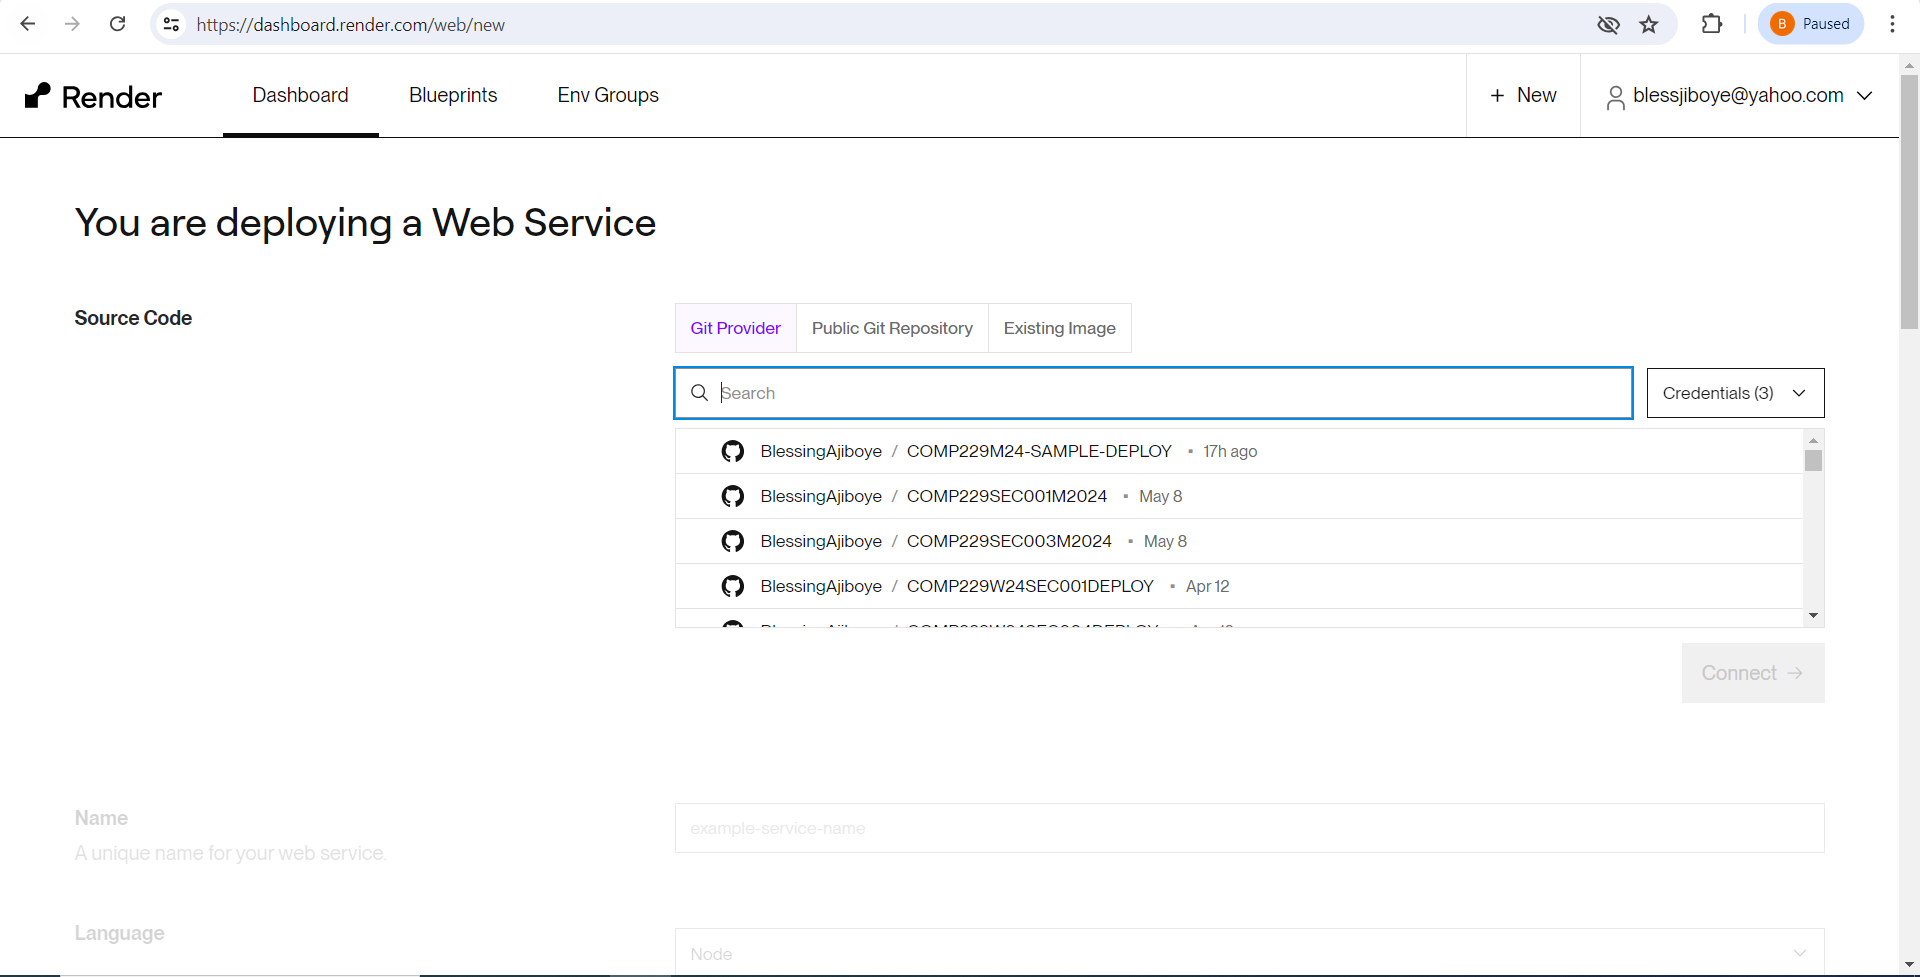 https://dashboard.render.com/web/new
B Paused
Render Dashboard Blueprints Env Groups + New blessjiboye@yahoo.com
You are deploying a Web Service
Source Code
Git Provider Public Git Repository Existing Image
Search Credentials (3)
BlessingAjiboye / COMP229M24-SAMPLE-DEPLOY ▪ 17h ago
BlessingAjiboye / COMP229SEC001M2024 ▪ May 8
BlessingAjiboye / COMP229SEC003M2024 ▪ May 8
BlessingAjiboye / COMP229W24SEC001DEPLOY ▪ Apr 12
Connect →
Name
example-service-name
A unique name for your web service.
Language
Node